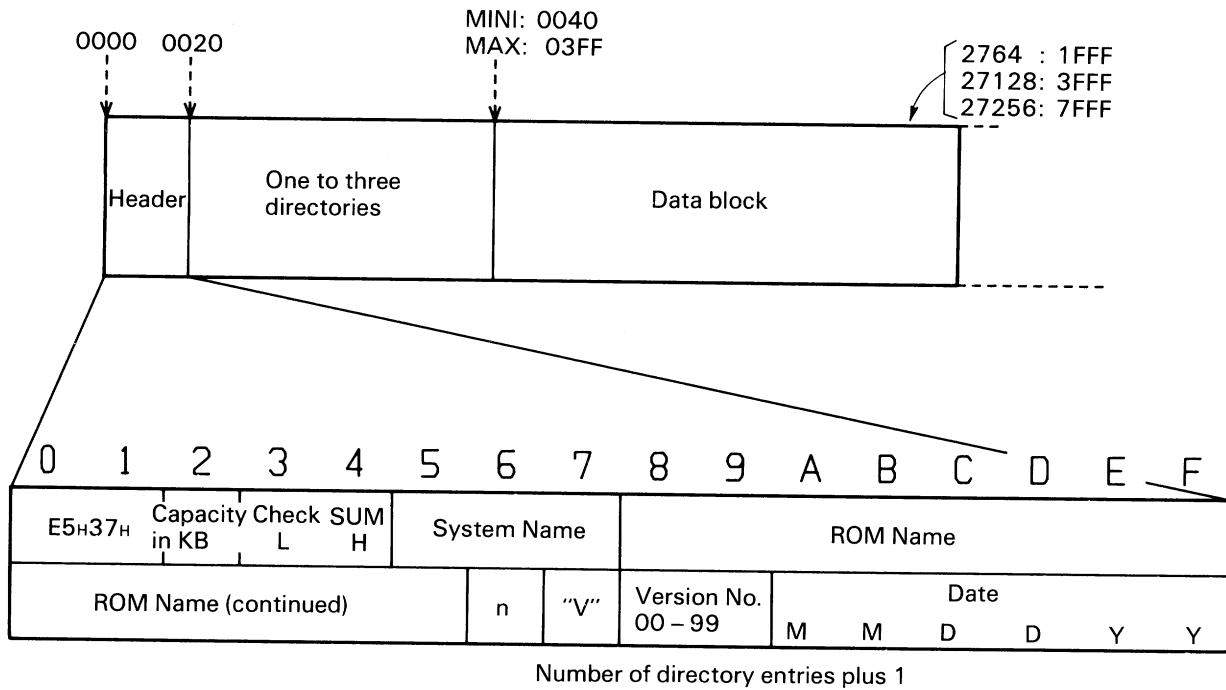 MINI: 0040
MAX: 03FF
0000 0020
2764 : 1FFF
27128: 3FFF
27256: 7FFF
Header
One to three
directories
Data block
0 1 2 3 4 5 6 7 8 9 A B C D E F
E5H37H
Capacity
in KB
Check SUM
L H
System Name
ROM Name
ROM Name (continued)
n
"V"
Version No.
00 – 99
Date
M M D D Y Y
Number of directory entries plus 1